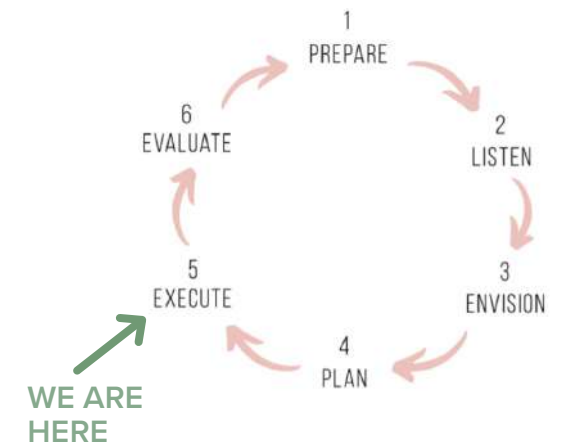 1
PREPARE
2
LISTEN
3
ENVISION
4
PLAN
5
EXECUTE
6
EVALUATE
WE ARE
HERE